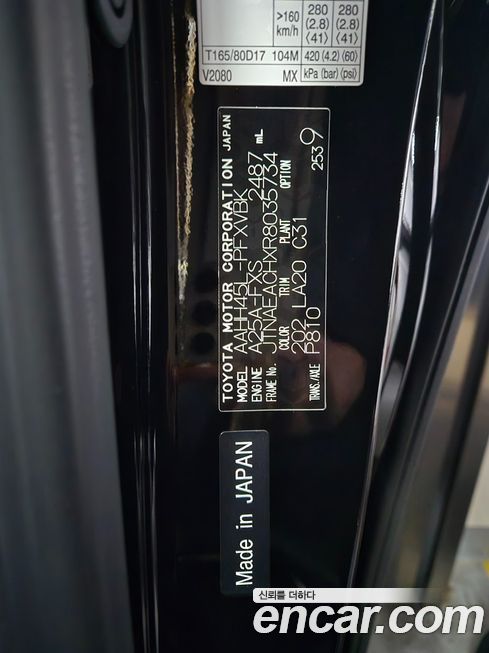 >160 km/h 280 (2.8) ⟨41⟩ 280 (2.8) ⟨41⟩
T165/80D17 104M 420 (4.2) ⟨60⟩
V2080 MX kPa (bar) ⟨psi⟩
TOYOTA MOTOR CORPORATION JAPAN
MODEL AAHH45L-PFXVBK
ENGINE A25A-FXS 2487 mL
FRAME No. JTNAEACHXR8035734
COLOR TRIM PLANT OPTION
202 LA20 C31 2539
TRANS./AXLE P810
Made in JAPAN
신뢰를 더하다
encar.com